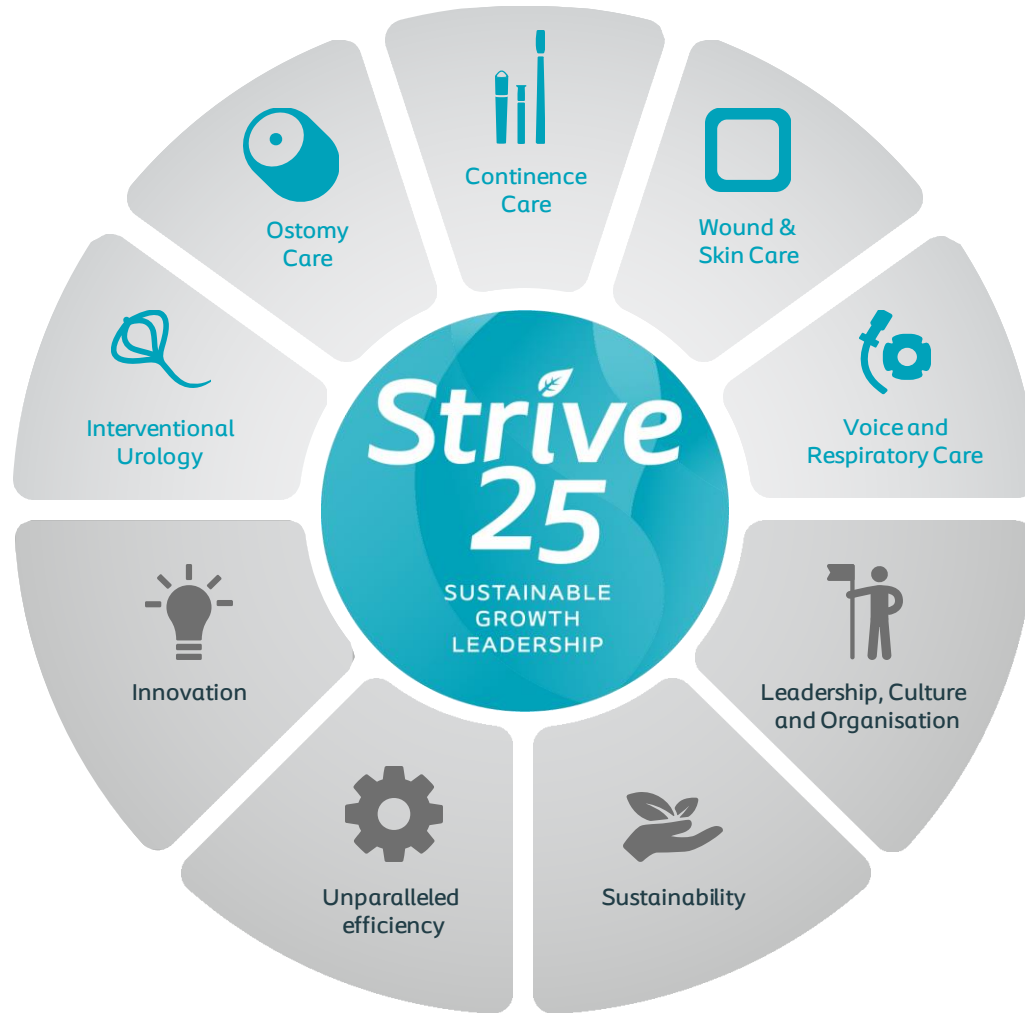 Continence
Care
Ostomy
Care
Wound &
Skin Care
Interventional
Urology
Voice and
Respiratory Care
Strive
25
SUSTAINABLE
GROWTH
LEADERSHIP
Innovation
Leadership, Culture
and Organisation
Unparalleled
efficiency
Sustainability